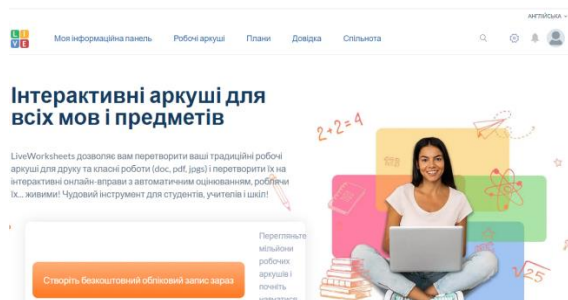 АНГЛІЙСЬКА
LIVE
Моя інформаційна панель Робочі аркуші Плани Довідка Спільнота
Інтерактивні аркуші для
всіх мов і предметів
2+2=4
LiveWorksheets дозволяє вам перетворити ваші традиційні робочі
аркуші для друку та класні роботи (doc, pdf, jpgs) і перетворити їх на
інтерактивні онлайн-вправи з автоматичним оцінюванням, роблячи
їх... живими! Чудовий інструмент для студентів, учителів і шкіл!
Перегляньте
мільйони
робочих
аркушів і
почніть
Створіть безкоштовний обліковий запис зараз
√25